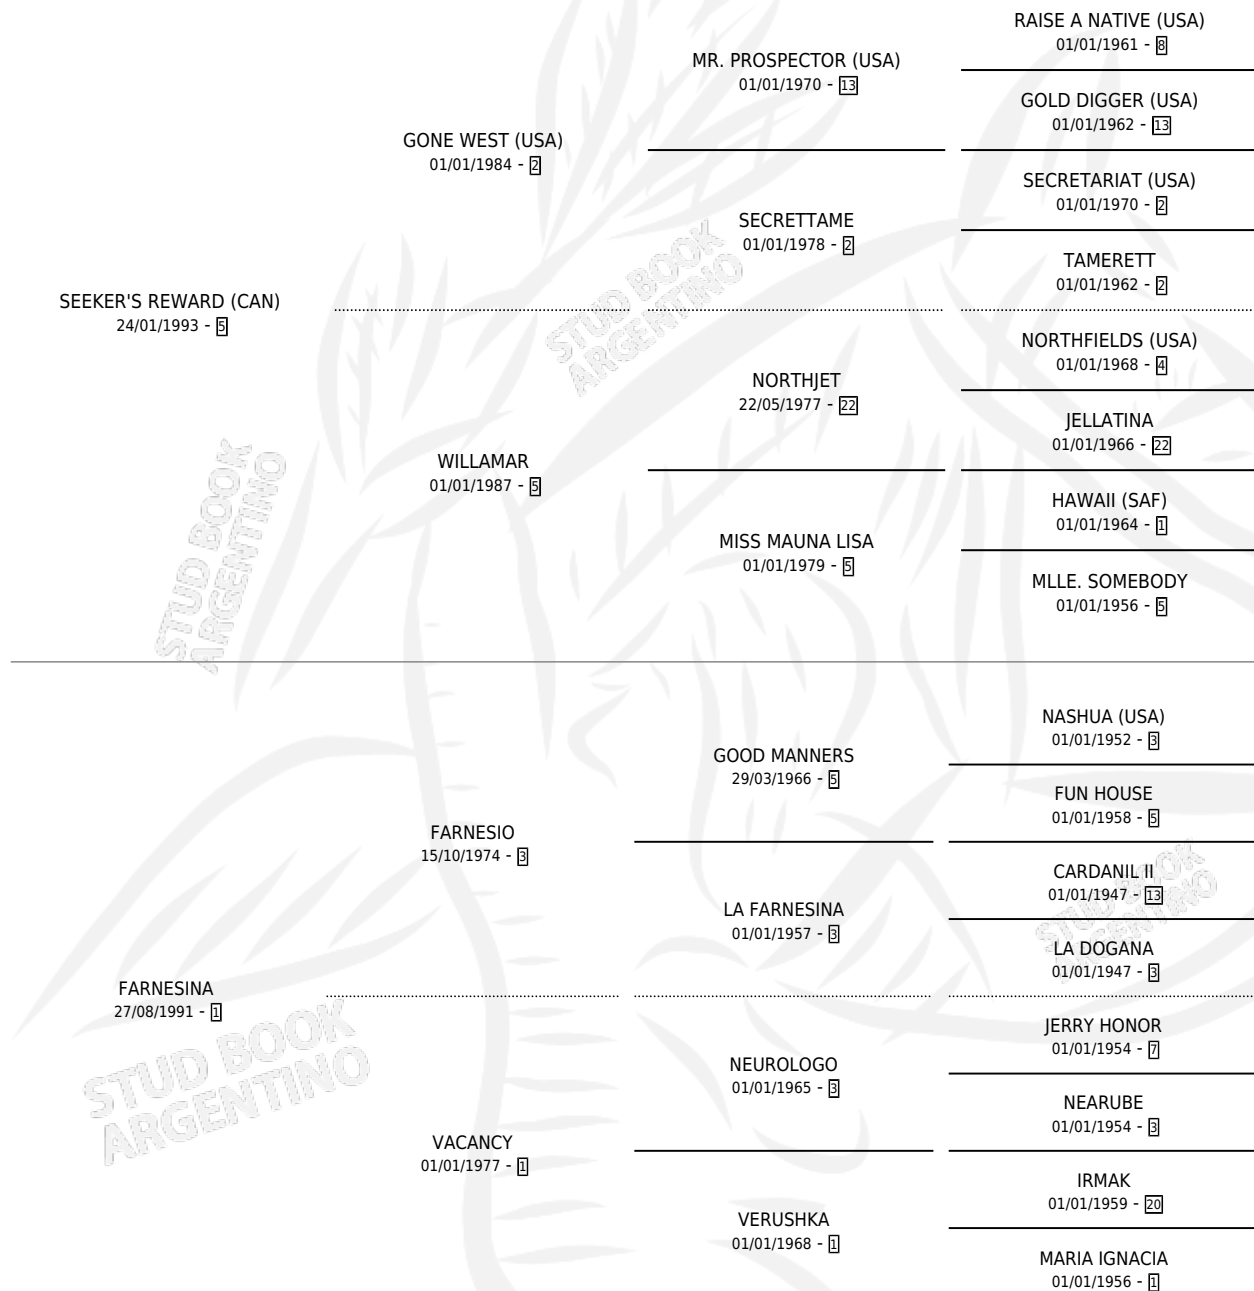 SEEKER'S REWARD (CAN)
24/01/1993 - 5
GONE WEST (USA)
01/01/1984 - 2
WILLAMAR
01/01/1987 - 5
MR. PROSPECTOR (USA)
01/01/1970 - 13
SECRETTAME
01/01/1978 - 2
NORTHJET
22/05/1977 - 22
MISS MAUNA LISA
01/01/1979 - 5
RAISE A NATIVE (USA)
01/01/1961 - 8
GOLD DIGGER (USA)
01/01/1962 - 13
SECRETARIAT (USA)
01/01/1970 - 2
TAMERETT
01/01/1962 - 2
NORTHFIELDS (USA)
01/01/1968 - 4
JELLATINA
01/01/1966 - 22
HAWAII (SAF)
01/01/1964 - 1
MLLE. SOMEBODY
01/01/1956 - 5
STUD BOOK
ARGENTINO
STUD BOOK
ARGENTINO
FARNESINA
27/08/1991 - 1
FARNESIO
15/10/1974 - 3
VACANCY
01/01/1977 - 1
GOOD MANNERS
29/03/1966 - 5
LA FARNESINA
01/01/1957 - 3
NEUROLOGO
01/01/1965 - 3
VERUSHKA
01/01/1968 - 1
NASHUA (USA)
01/01/1952 - 3
FUN HOUSE
01/01/1958 - 5
CARDANIL II
01/01/1947 - 13
LA DOGANA
01/01/1947 - 3
JERRY HONOR
01/01/1954 - 7
NEARUBE
01/01/1954 - 3
IRMAK
01/01/1959 - 20
MARIA IGNACIA
01/01/1956 - 1
STUD BOOK
ARGENTINO
STUD BOOK
ARGENTINO